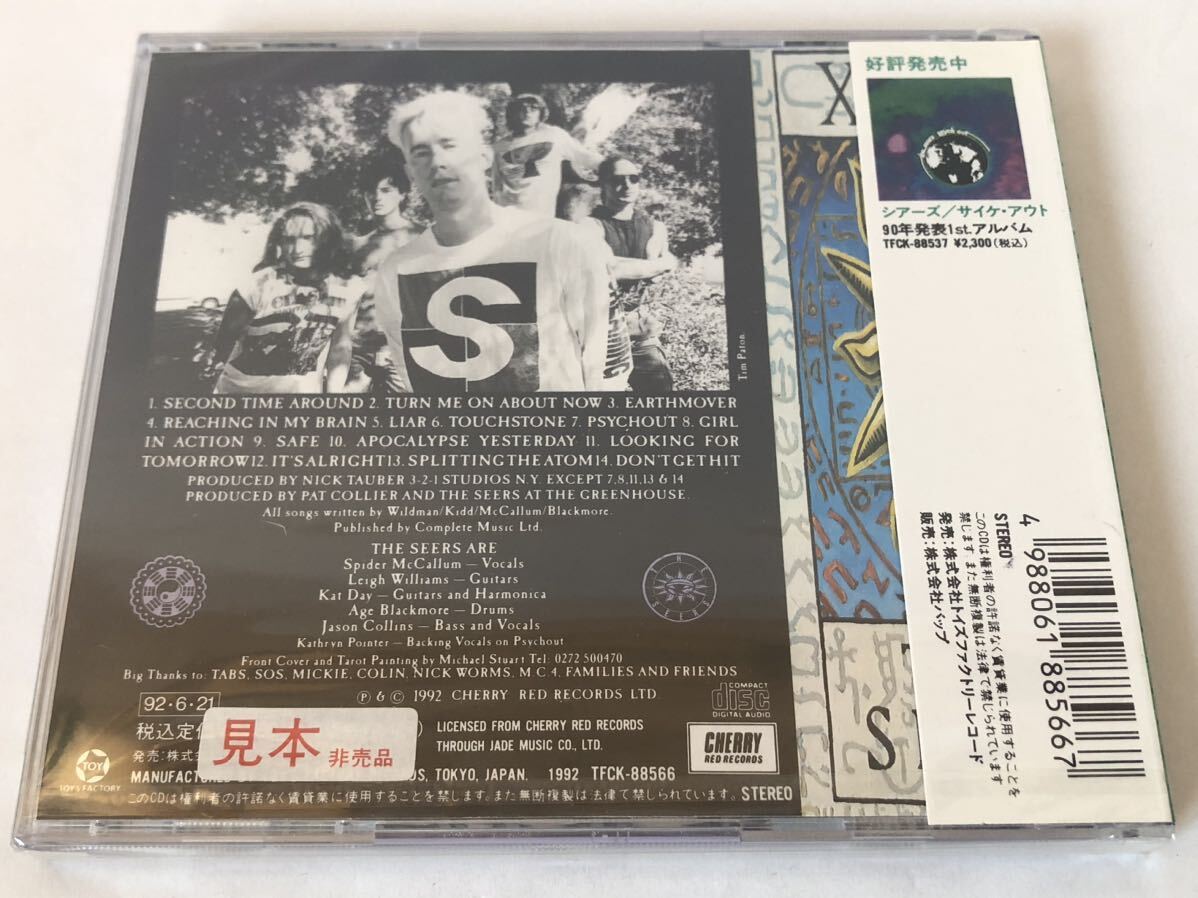 S
Tim Paton.
1. SECOND TIME AROUND 2. TURN ME ON ABOUT NOW 3. EARTHMOVER
4. REACHING IN MY BRAIN 5. LIAR 6. TOUCHSTONE 7. PSYCHOUT 8. GIRL
IN ACTION 9. SAFE 10. APOCALYPSE YESTERDAY 11. LOOKING FOR
TOMORROW 12. IT'S ALRIGHT 13. SPLITTING THE ATOM 14. DON'T GET HIT
PRODUCED BY NICK TAUBER 3-2-1 STUDIOS N.Y. EXCEPT 7,8,11,13 & 14
PRODUCED BY PAT COLLIER AND THE SEERS AT THE GREENHOUSE.
All songs written by Wildman/Kidd/McCallum/Blackmore.
Published by Complete Music Ltd.
THE SEERS ARE
Spider McCallum — Vocals
Leigh Williams — Guitars
Kat Day — Guitars and Harmonica
Age Blackmore — Drums
Jason Collins — Bass and Vocals
Kathryn Pointer — Backing Vocals on Psychout
Front Cover and Tarot Painting by Michael Stuart Tel: 0272 500470
Big Thanks to: TABS, SOS, MICKIE, COLIN, NICK WORMS, M.C.4, FAMILIES AND FRIENDS
THE SEERS
℗ & © 1992 CHERRY RED RECORDS LTD.
COMPACT
disc
DIGITAL AUDIO
92・6・21
税込定価
見本 非売品
LICENSED FROM CHERRY RED RECORDS
THROUGH JADE MUSIC CO., LTD.
CHERRY
RED RECORDS
発売:株式会
TOY
TOY'S FACTORY
MANUFACTURED
TOKYO, JAPAN. 1992 TFCK-88566
このCDは権利者の許諾なく賃貸業に使用することを禁じます。また無断複製は法律で禁じられています。 STEREO
X
S
好評発売中
シアーズ/サイケ・アウト
90年発表1st.アルバム
TFCK-88537 ¥2,300(税込)
STEREO
このCDは権利者の許諾なく賃貸業に使用することを
禁じます。また無断複製は法律で禁じられています。
発売:株式会社トイズファクトリーレコード
販売:株式会社バップ
4 988061 885667